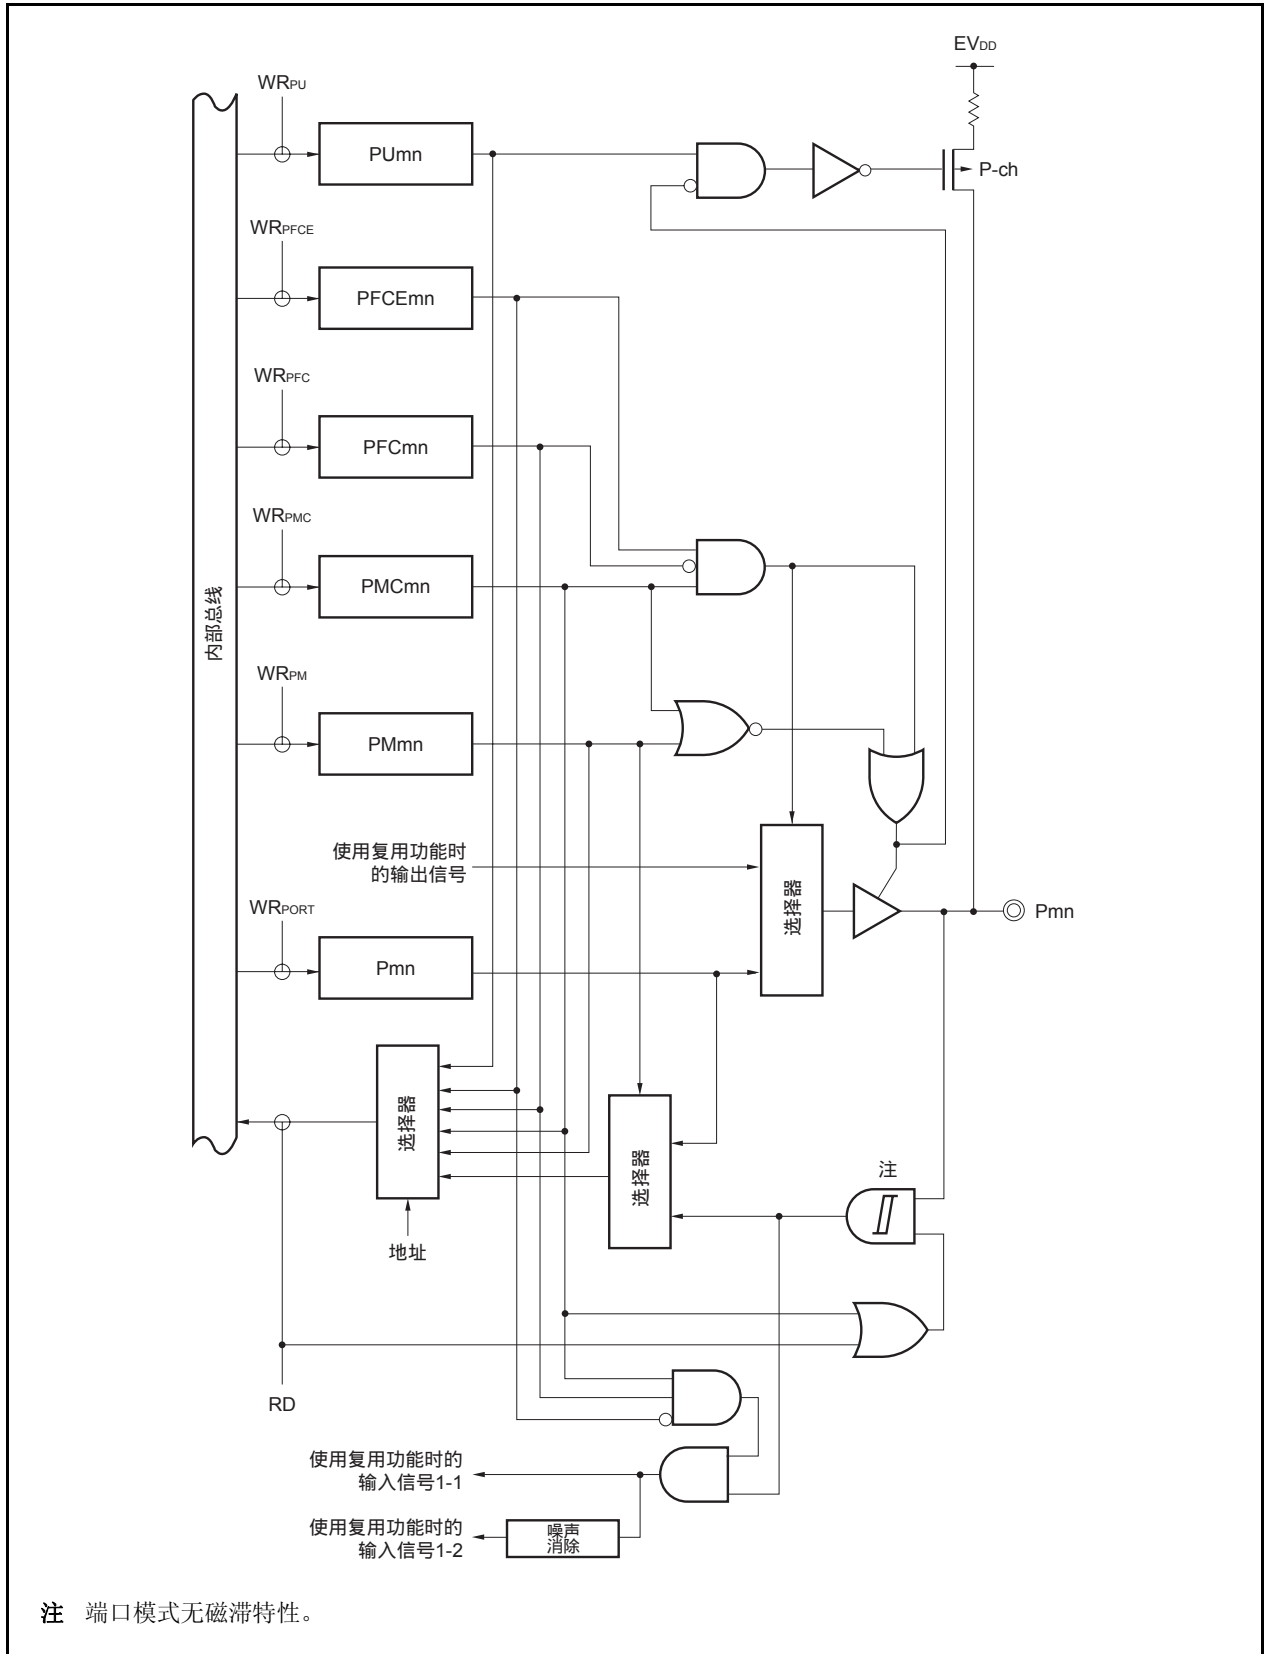 EVDD
WRPU
PUmn
P-ch
WRPFCE
PFCEmn
WRPFC
PFCmn
WRPMC
PMCmn
内部总线
WRPM
PMmn
使用复用功能时
的输出信号
选择器
WRPORT
Pmn
Pmn
选择器
选择器
注
地址
RD
使用复用功能时的
输入信号1-1
使用复用功能时的
输入信号1-2
噪声
消除
注 端口模式无磁滞特性。